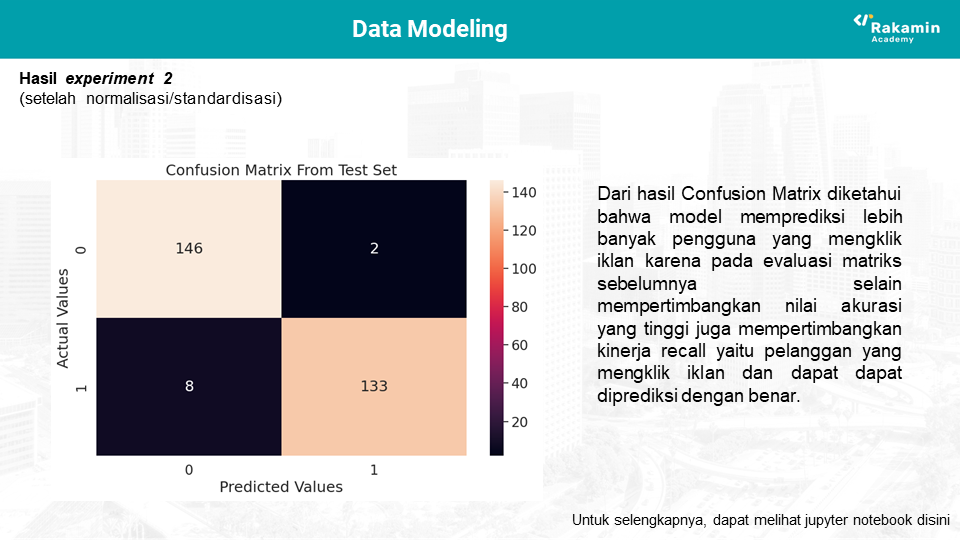 Data Modeling
Rakamin
Academy
Hasil experiment 2
(setelah normalisasi/standardisasi)
Confusion Matrix From Test Set
146
2
8
133
0
1
Actual Values
0
1
Predicted Values
140
120
100
80
60
40
20
Dari hasil Confusion Matrix diketahui
bahwa model memprediksi lebih
banyak pengguna yang mengklik
iklan karena pada evaluasi matriks
sebelumnya selain
mempertimbangkan nilai akurasi
yang tinggi juga mempertimbangkan
kinerja recall yaitu pelanggan yang
mengklik iklan dan dapat dapat
diprediksi dengan benar.
Untuk selengkapnya, dapat melihat jupyter notebook disini